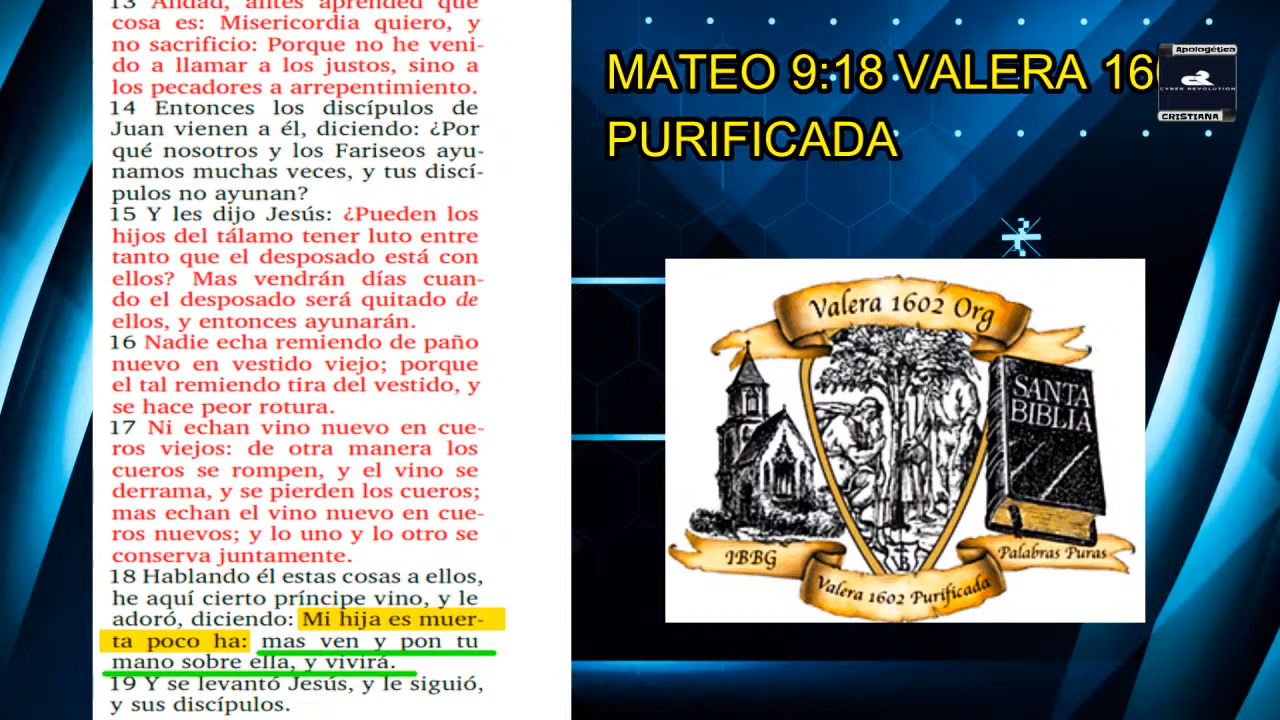 13 Andad, antes aprended que
cosa es: Misericordia quiero, y
no sacrificio: Porque no he veni-
do a llamar a los justos, sino a
los pecadores a arrepentimiento.
14 Entonces los discípulos de
Juan vienen a él, diciendo: ¿Por
qué nosotros y los Fariseos ayu-
namos muchas veces, y tus discí-
pulos no ayunan?
15 Y les dijo Jesús: ¿Pueden los
hijos del tálamo tener luto entre
tanto que el desposado está con
ellos? Mas vendrán días cuan-
do el desposado será quitado de
ellos, y entonces ayunarán.
16 Nadie echa remiendo de paño
nuevo en vestido viejo; porque
el tal remiendo tira del vestido, y
se hace peor rotura.
17 Ni echan vino nuevo en cue-
ros viejos: de otra manera los
cueros se rompen, y el vino se
derrama, y se pierden los cueros;
mas echan el vino nuevo en cue-
ros nuevos; y lo uno y lo otro se
conserva juntamente.
18 Hablando él estas cosas a ellos,
he aquí cierto príncipe vino, y le
adoró, diciendo: Mi hija es muer-
ta poco ha: mas ven y pon tu
mano sobre ella, y vivirá.
19 Y se levantó Jesús, y le siguió,
y sus discípulos.
MATEO 9:18 VALERA 16
PURIFICADA
Apologética
CYBER REVOLUTION
CRISTIANA
Valera 1602 Org
SANTA
BIBLIA
IBBG
Palabras Puras
Valera 1602 Purificada